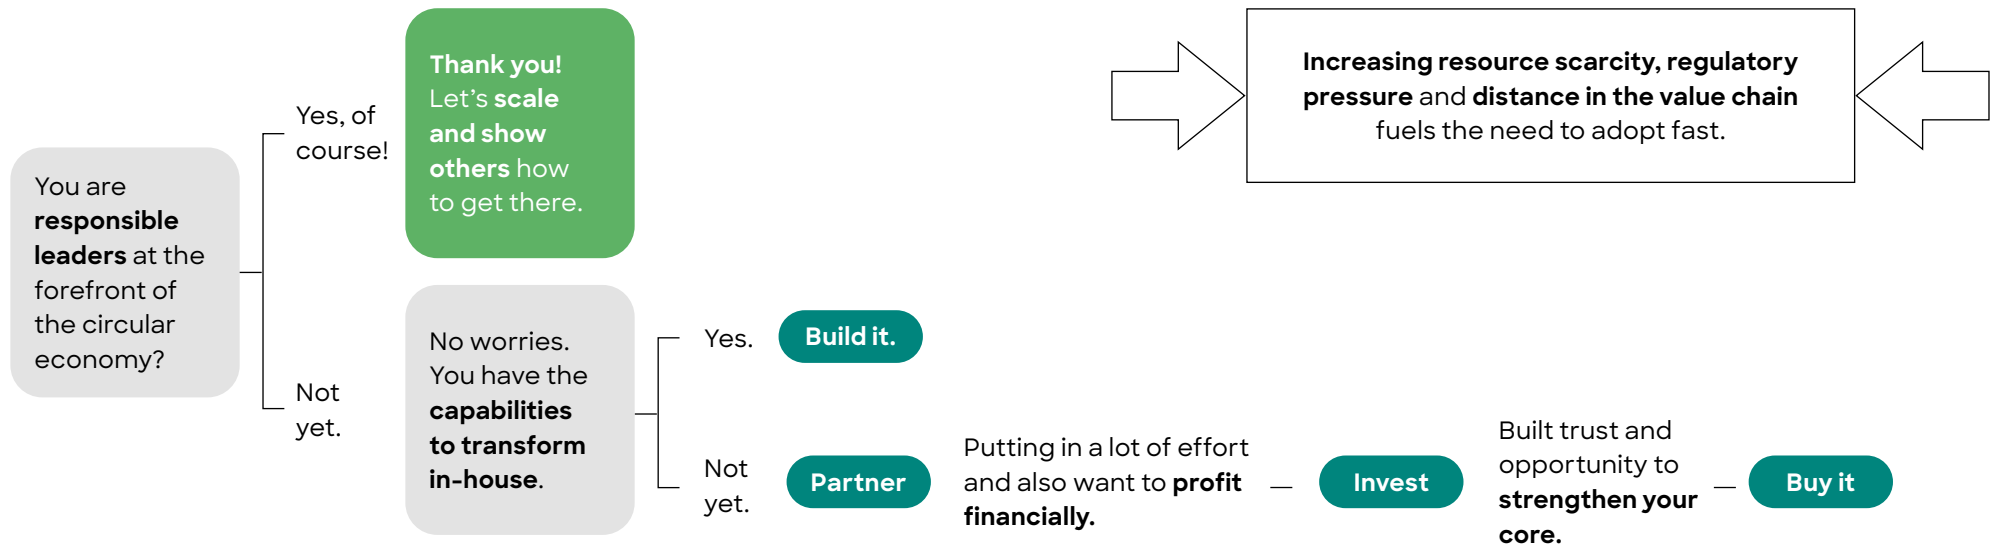 You are
responsible
leaders at the
forefront of
the circular
economy?
Yes, of
course!
Thank you!
Let's scale
and show
others how
to get there.
Not
yet.
No worries.
You have the
capabilities
to transform
in-house.
Yes.
Build it.
Not
yet.
Partner
Putting in a lot of effort
and also want to profit
financially.
Invest
Built trust and
opportunity to
strengthen your
core.
Buy it
Increasing resource scarcity, regulatory
pressure and distance in the value chain
fuels the need to adopt fast.